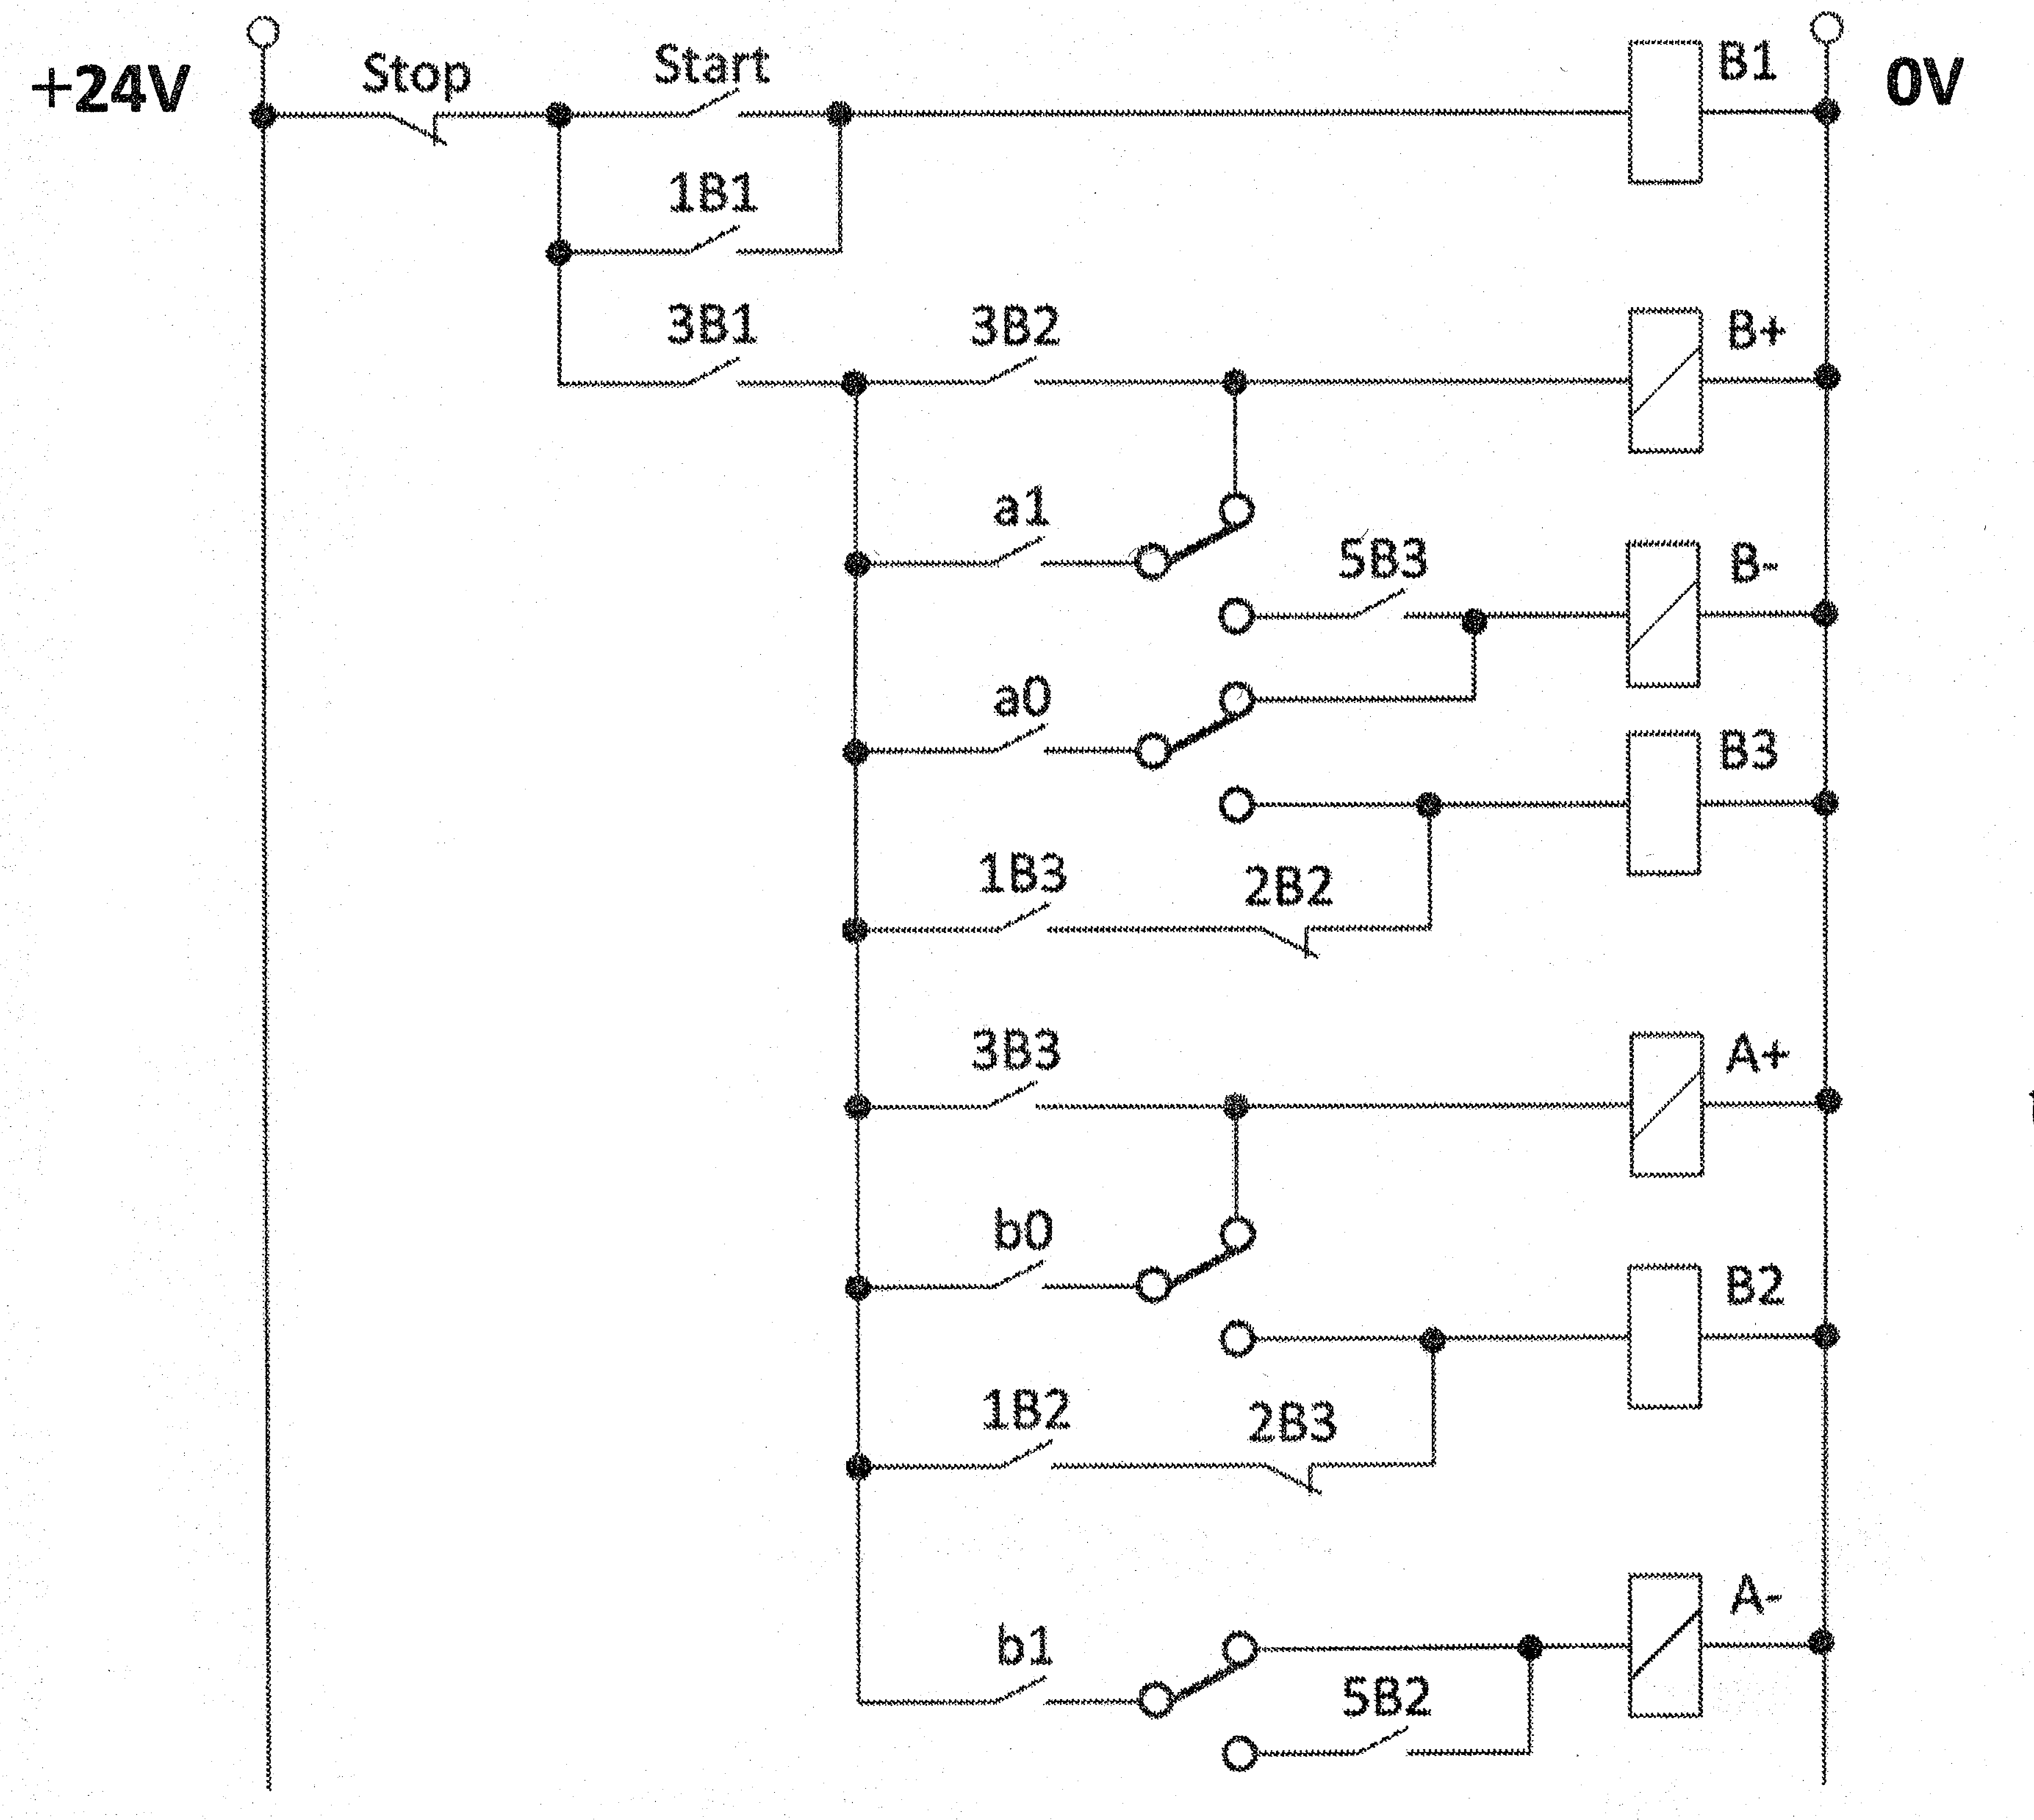 +24V
Stop
Start
B1
0V
1B1
3B1
3B2
B+
a1
5B3
B-
a0
B3
1B3
2B2
3B3
A+
b0
B2
1B2
2B3
A-
b1
5B2